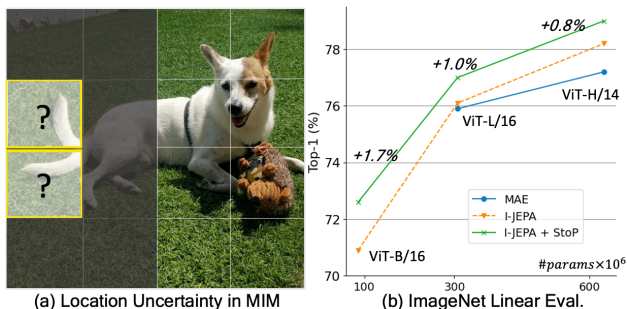 ?
?
(a) Location Uncertainty in MIM
Top-1 (%)
78
76
74
72
70
100
300
600
+1.7%
+1.0%
+0.8%
ViT-B/16
ViT-L/16
ViT-H/14
MAE
I-JEPA
I-JEPA + StoP
#params×10⁶
(b) ImageNet Linear Eval.